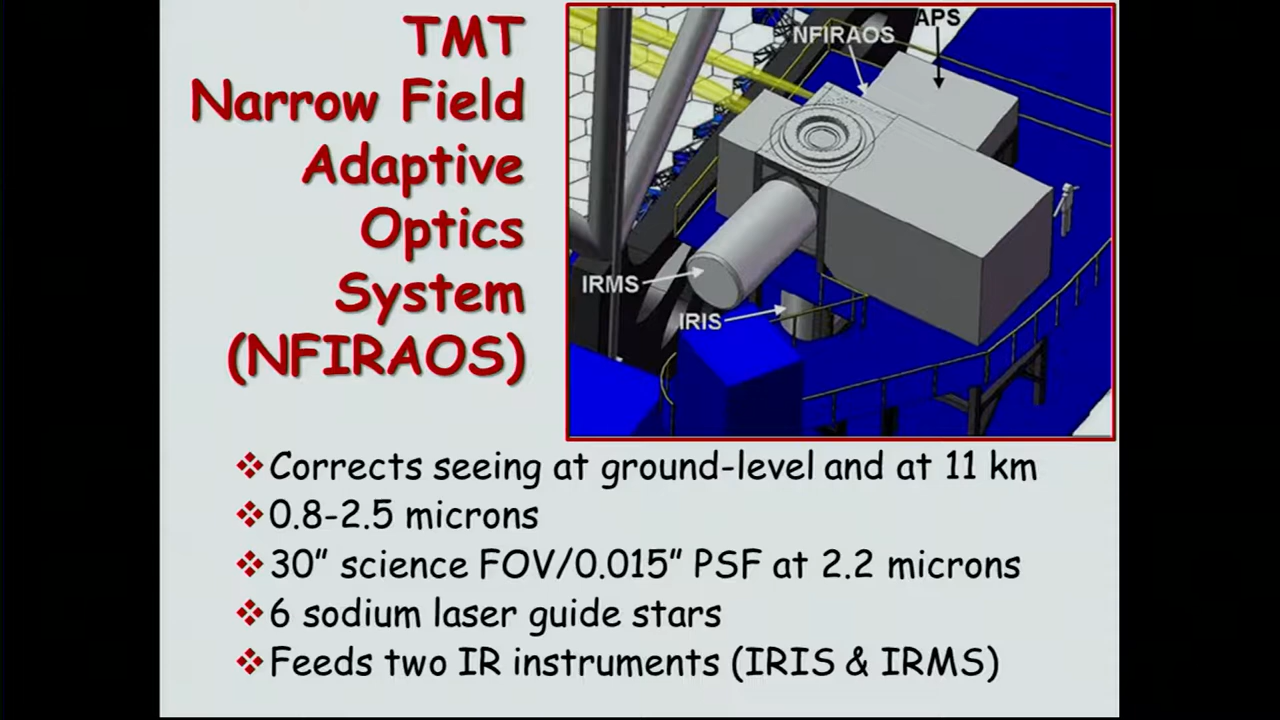 TMT
Narrow Field
Adaptive
Optics
System
(NFIRAOS)
APS
NFIRAOS
IRMS
IRIS
❖Corrects seeing at ground-level and at 11 km
❖0.8-2.5 microns
❖30″ science FOV/0.015″ PSF at 2.2 microns
❖6 sodium laser guide stars
❖Feeds two IR instruments (IRIS & IRMS)